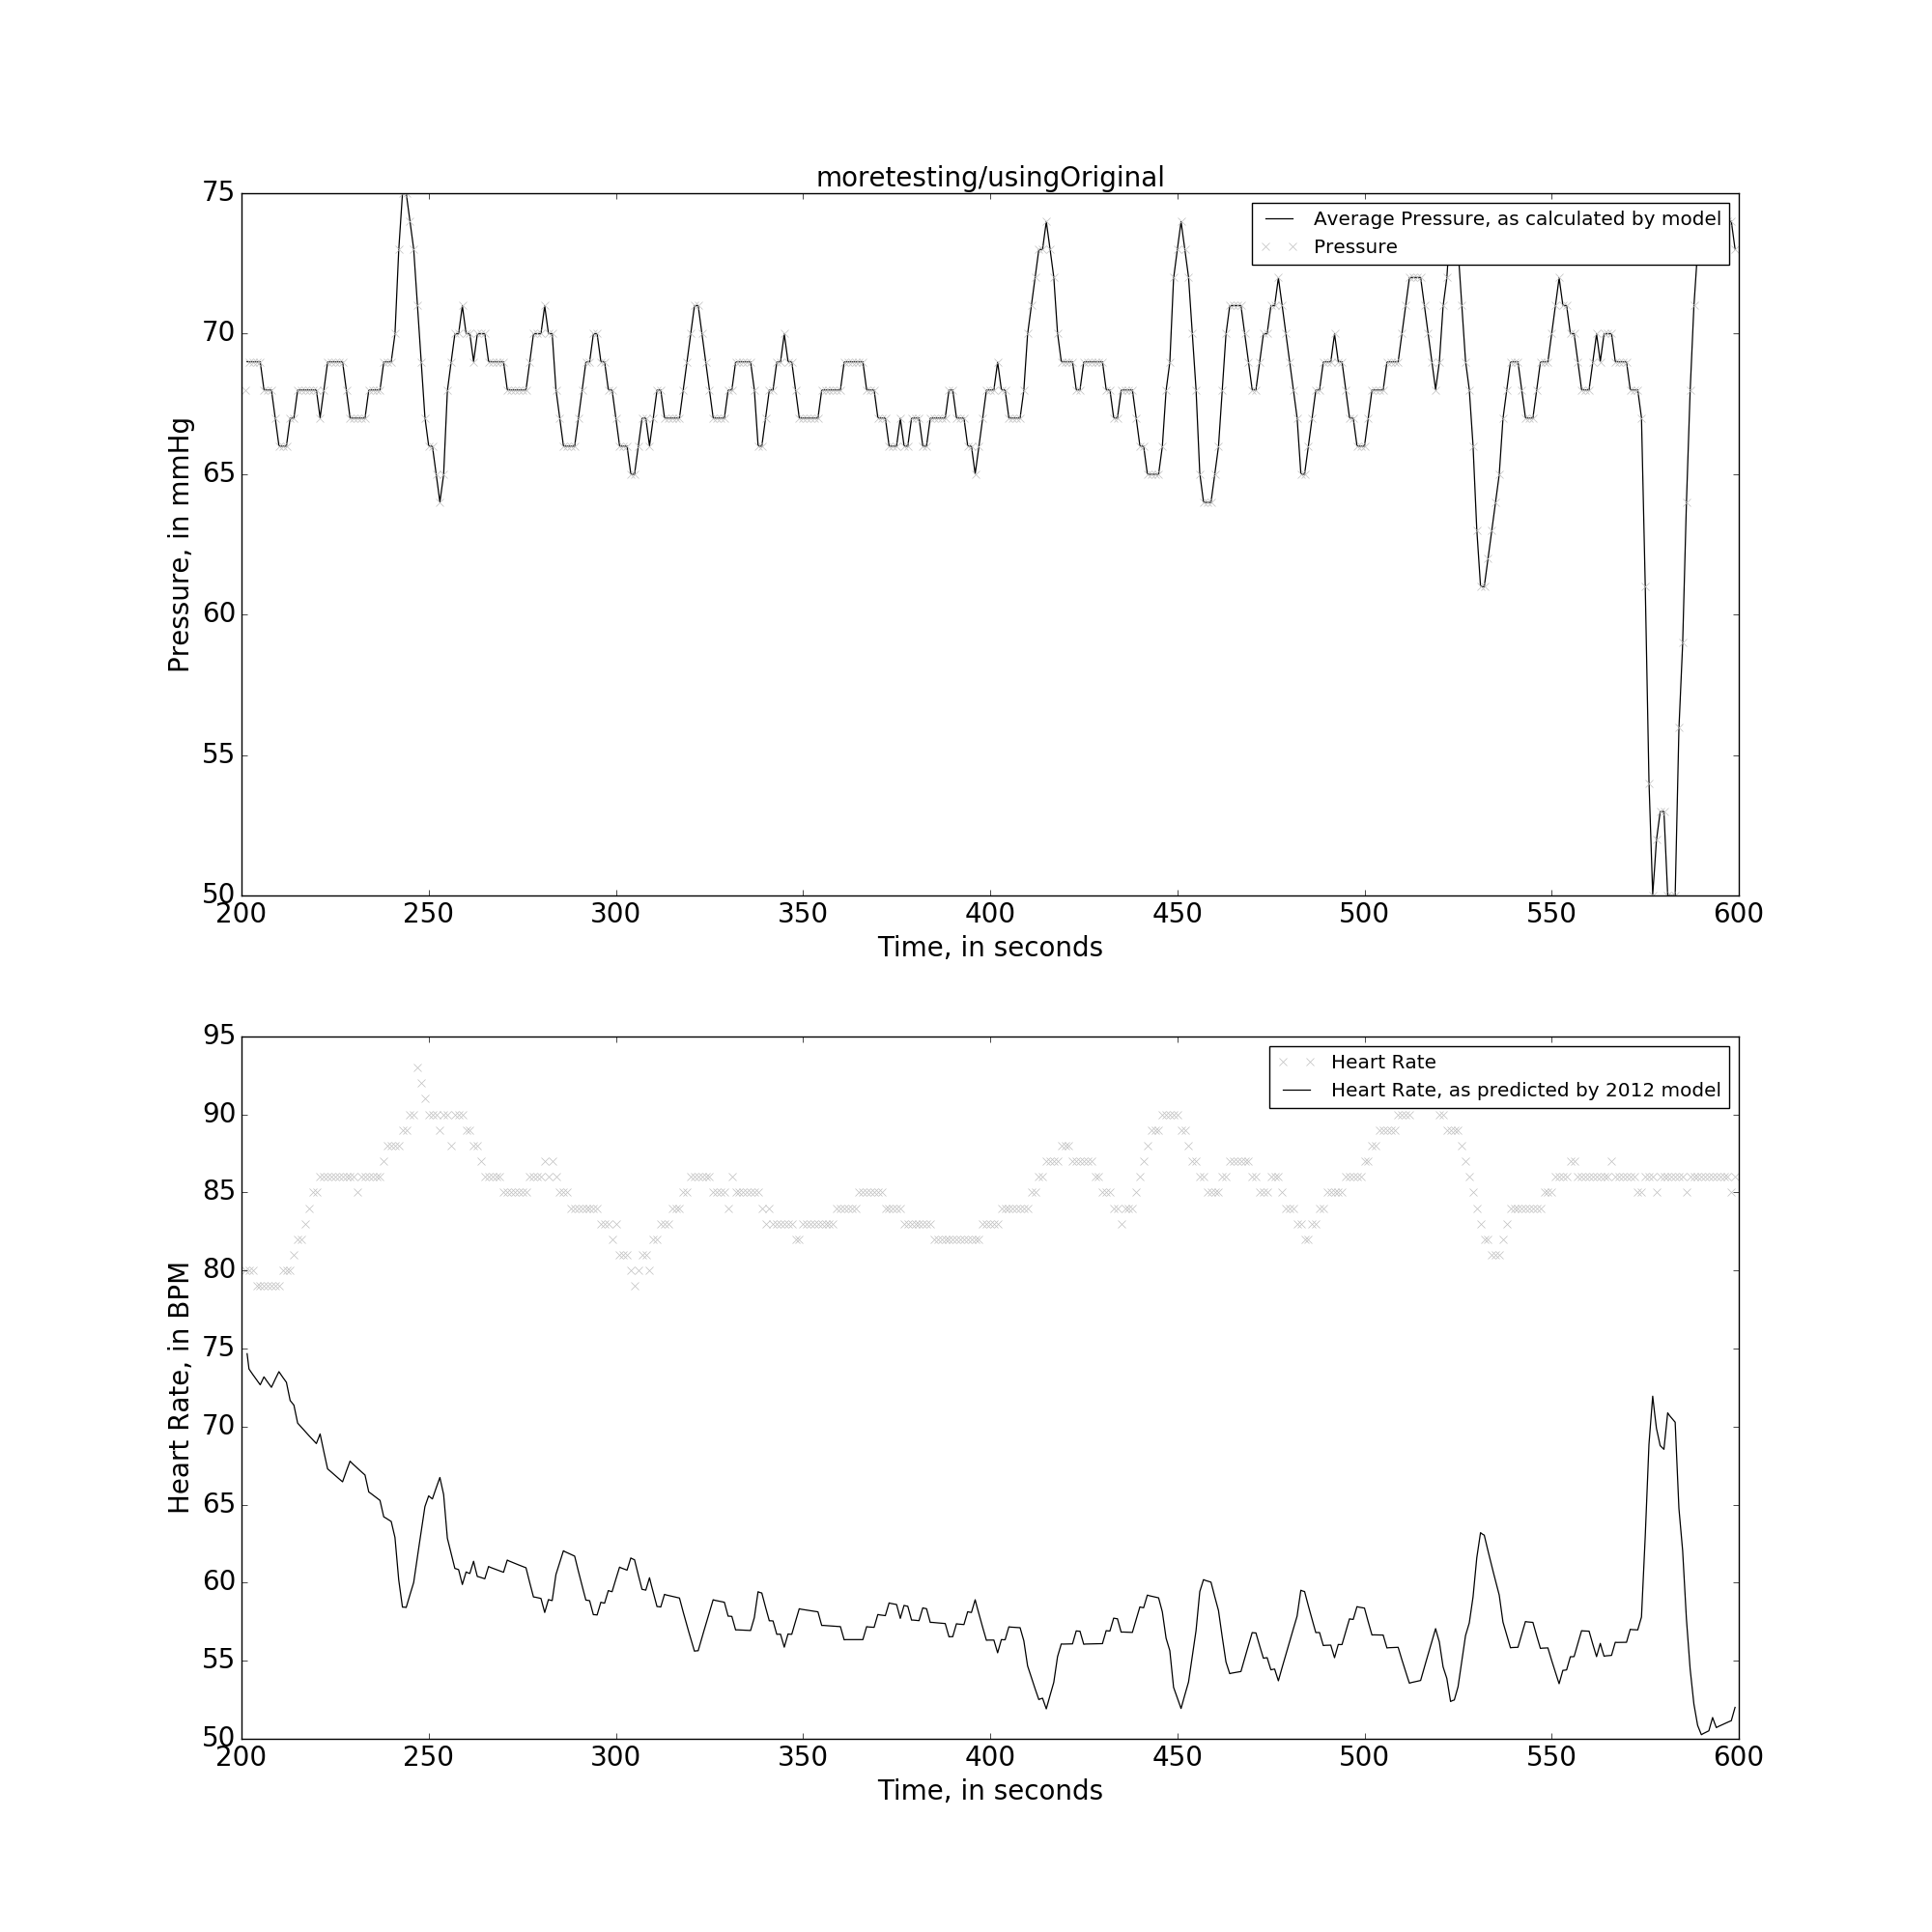 moretesting/usingOriginal
75
70
65
60
55
50
Pressure, in mmHg
Average Pressure, as calculated by model
Pressure
200 250 300 350 400 450 500 550 600
Time, in seconds
95
90
85
80
75
70
65
60
55
50
Heart Rate, in BPM
Heart Rate
Heart Rate, as predicted by 2012 model
200 250 300 350 400 450 500 550 600
Time, in seconds